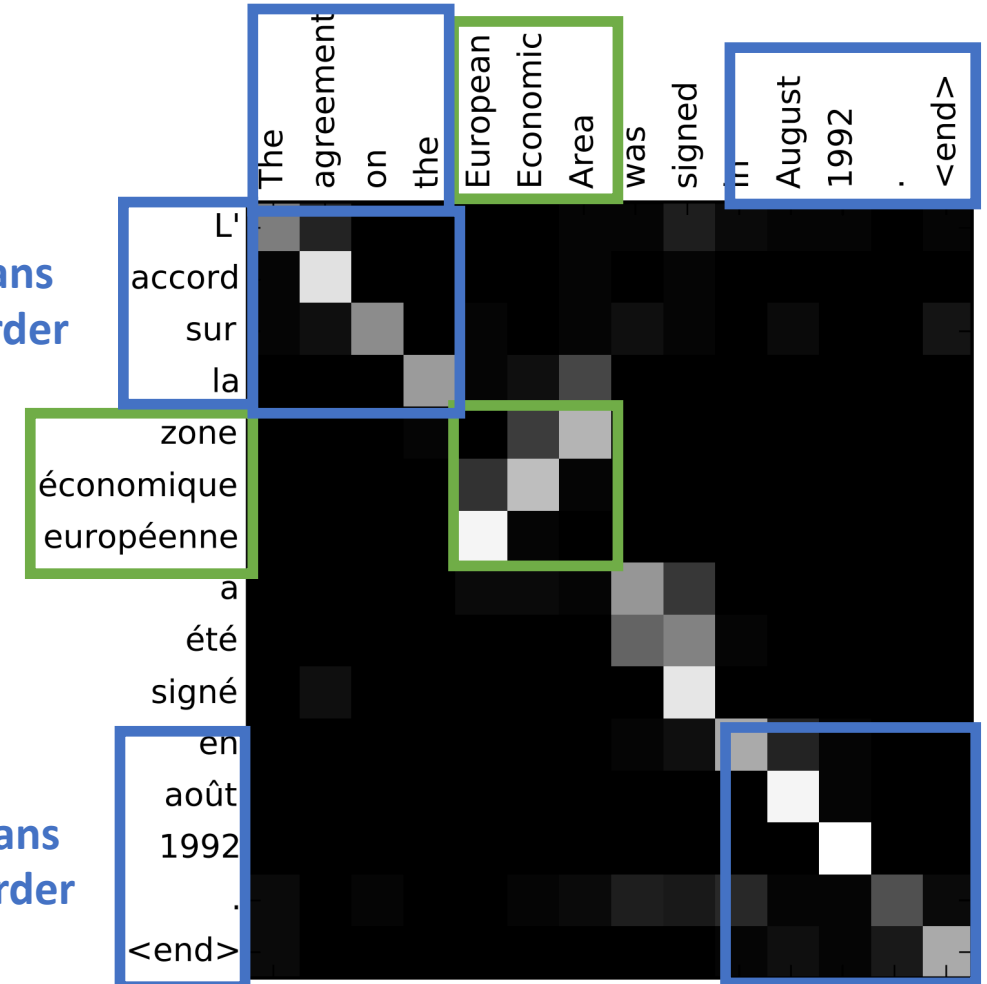 The
agreement
on
the
European
Economic
Area
was
signed
in
August
1992
.
<end>
L'
accord
sur
la
zone
économique
européenne
a
été
signé
en
août
1992
.
<end>
ans
rder
ans
rder